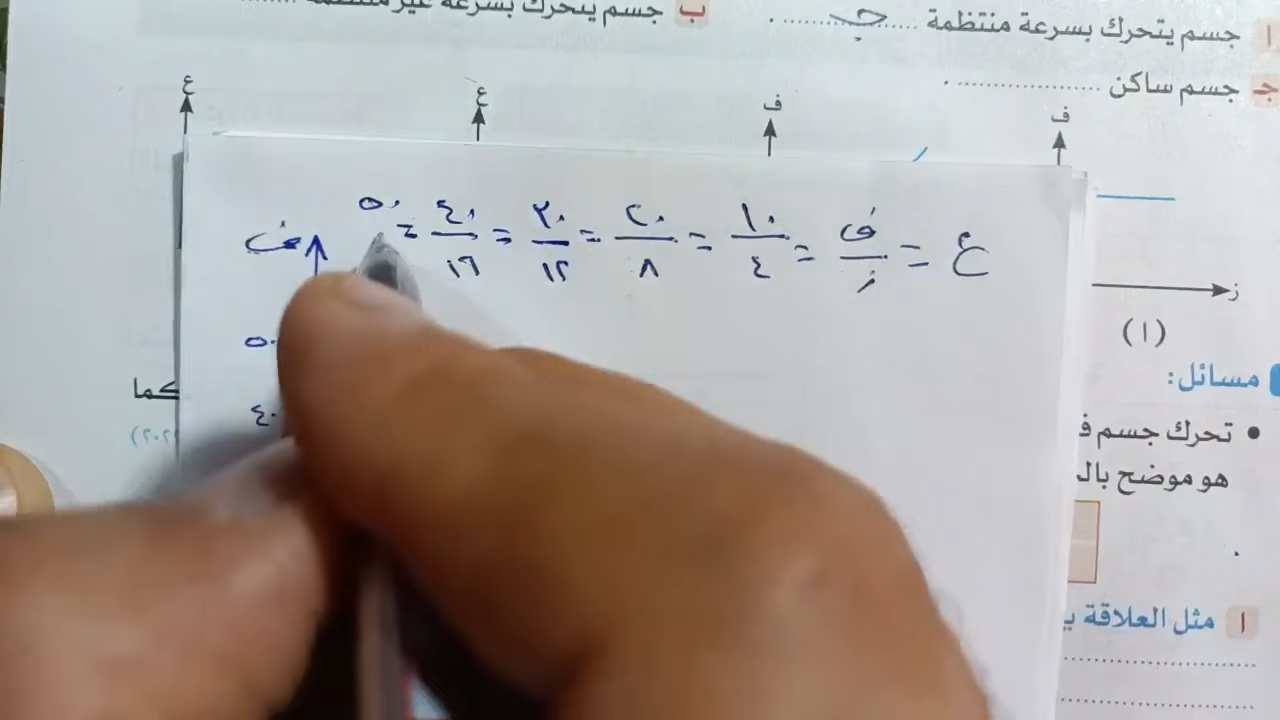 ا جسم يتحرك بسرعة منتظمة ......جـ...... .
ب جسم يتحرك بسرعة غير منتظمة ........
جـ جسم ساكن .................... .
ف
ف
ع
ع
ع = ف/ز = ١٠/٤ = ٢٠/٨ = ٣٠/١٢ = ٤٠/١٦ = ٥٠
ف
٥٠
٤٠
ز
(١)
مسائل:
• تحرك جسم ف
كما
هو موضح بال
ا مثل العلاقة بـ